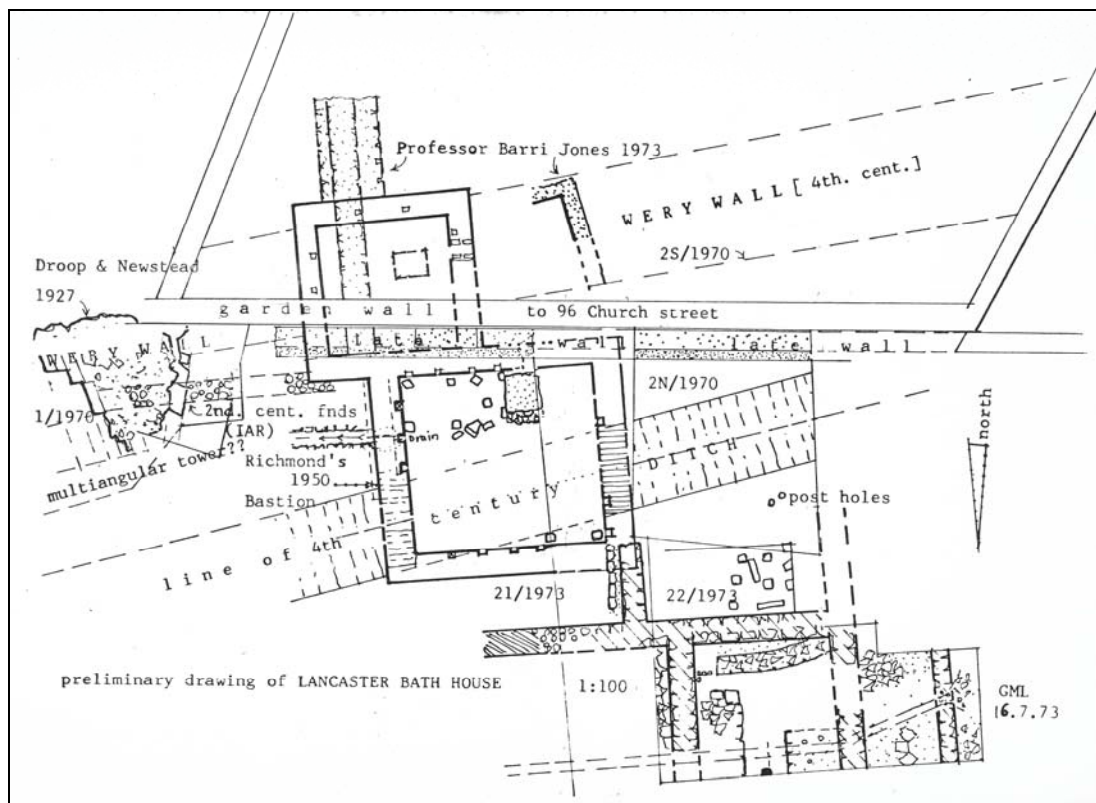 Professor Barri Jones 1973
WERY WALL [ 4th. cent.]
2S/1970
Droop & Newstead
1927
garden wall to 96 Church street
WERY WALL
late wall late wall
1/1970
2nd. cent. fnds
(IAR)
Drain
2N/1970
multiangular tower??
Richmond's
1950
Bastion
DITCH
century
line of 4th
post holes
north
21/1973
22/1973
preliminary drawing of LANCASTER BATH HOUSE 1:100
GML
16.7.73